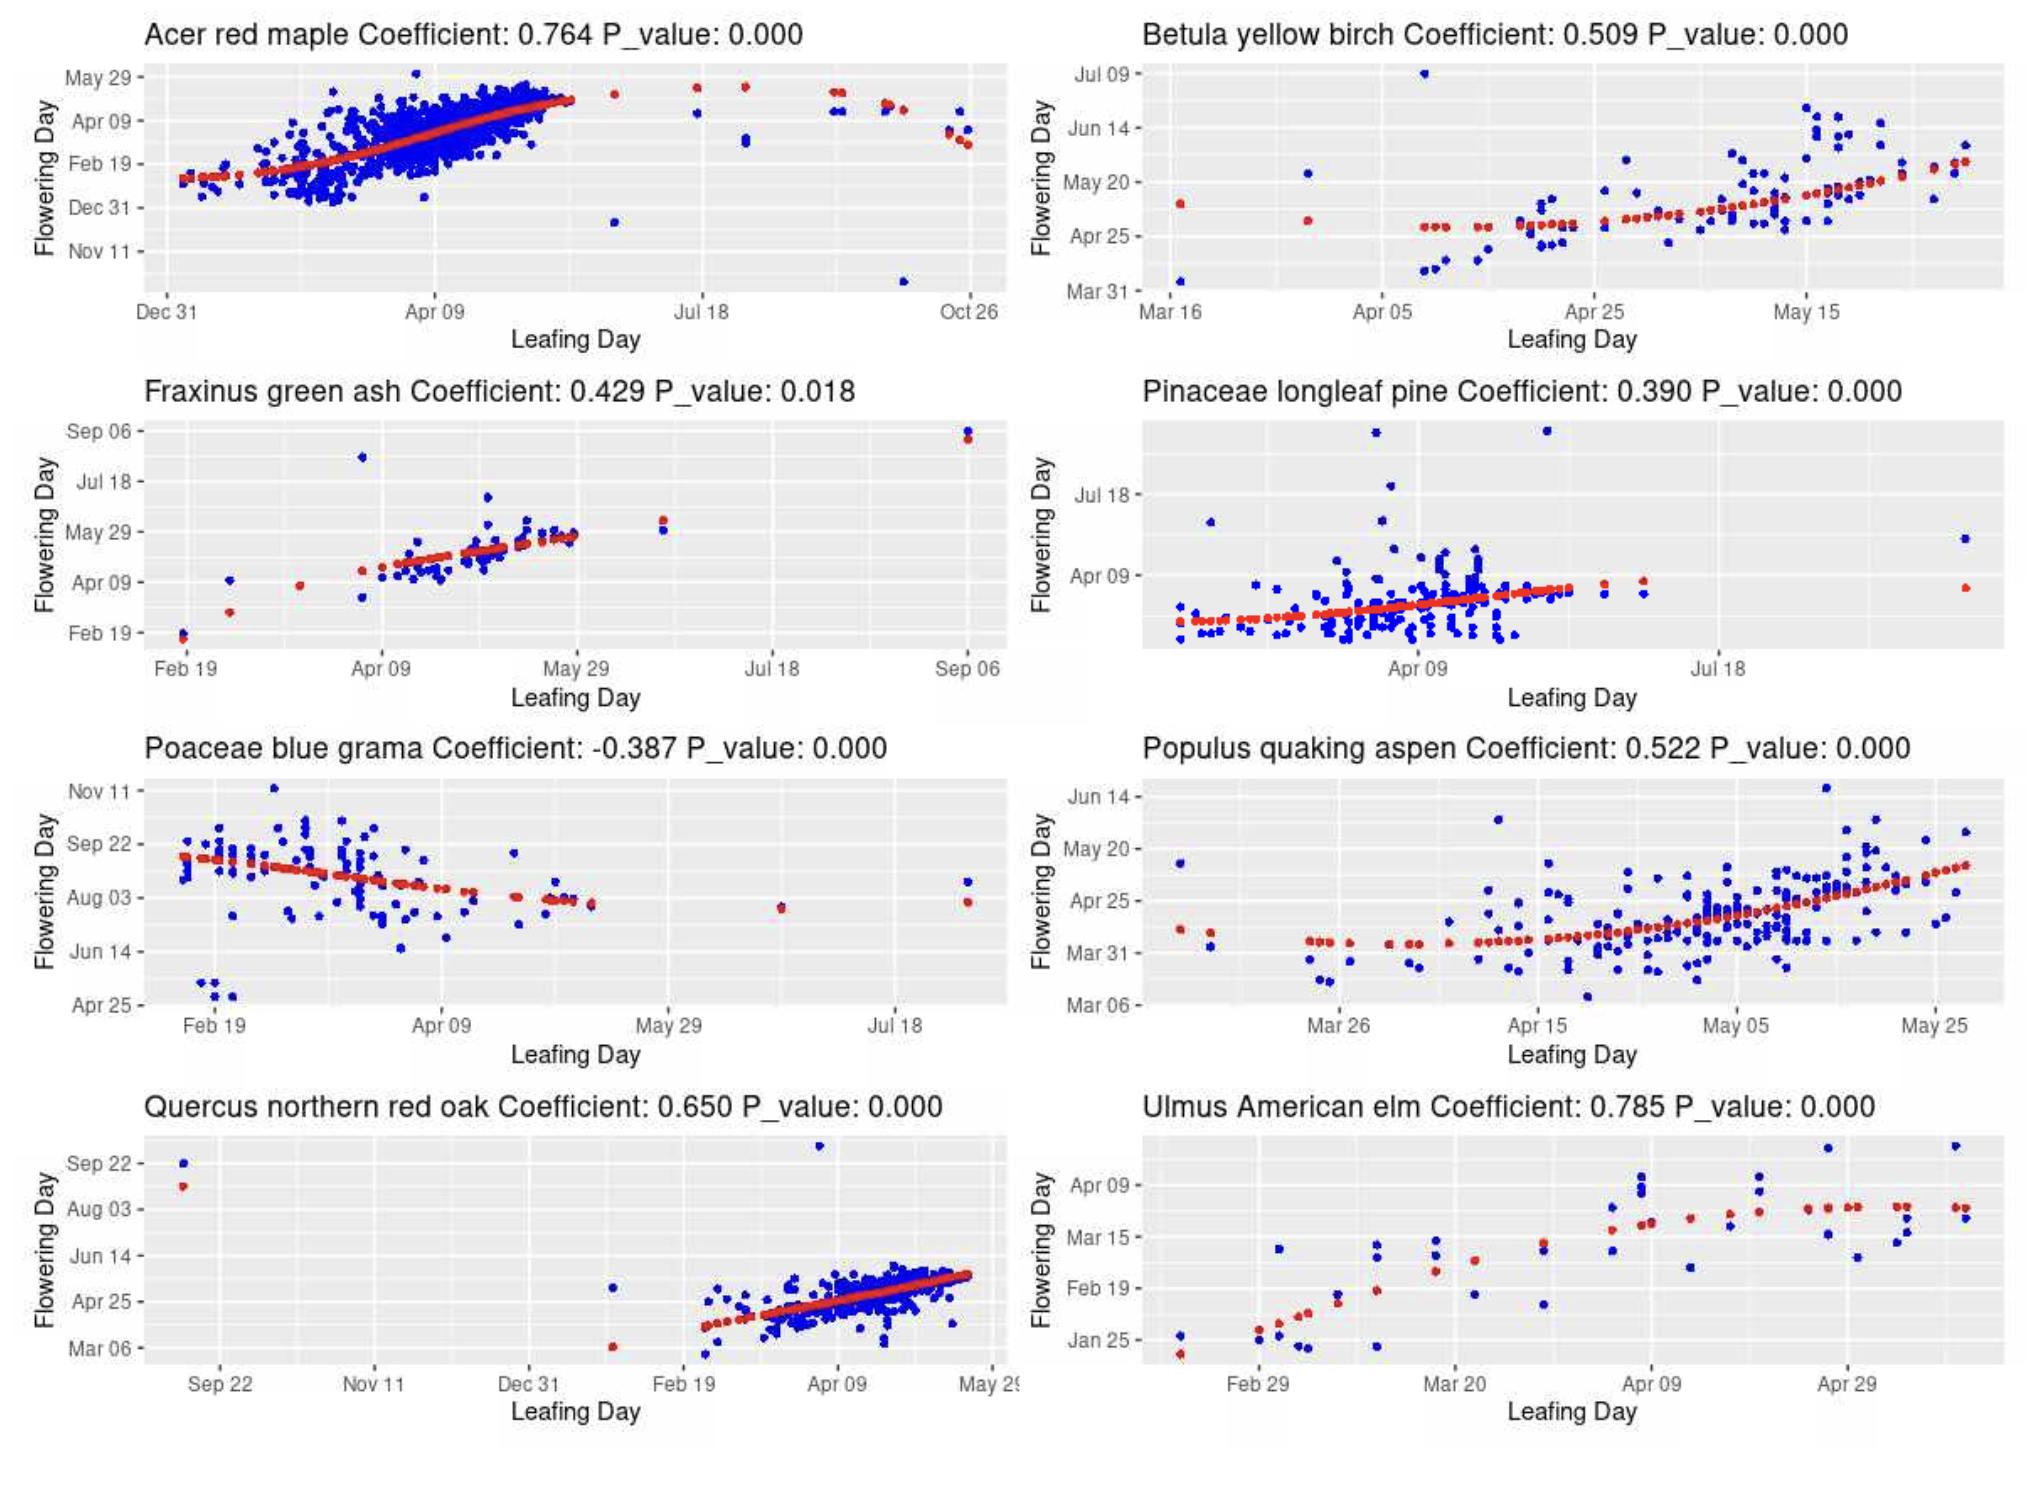 Acer red maple Coefficient: 0.764 P_value: 0.000
May 29
Apr 09
Feb 19
Dec 31
Nov 11
Flowering Day
Dec 31 Apr 09 Jul 18 Oct 26
Leafing Day
Betula yellow birch Coefficient: 0.509 P_value: 0.000
Jul 09
Jun 14
May 20
Apr 25
Mar 31
Flowering Day
Mar 16 Apr 05 Apr 25 May 15
Leafing Day
Fraxinus green ash Coefficient: 0.429 P_value: 0.018
Sep 06
Jul 18
May 29
Apr 09
Feb 19
Flowering Day
Feb 19 Apr 09 May 29 Jul 18 Sep 06
Leafing Day
Pinaceae longleaf pine Coefficient: 0.390 P_value: 0.000
Jul 18
Apr 09
Flowering Day
Apr 09 Jul 18
Leafing Day
Poaceae blue grama Coefficient: -0.387 P_value: 0.000
Nov 11
Sep 22
Aug 03
Jun 14
Apr 25
Flowering Day
Feb 19 Apr 09 May 29 Jul 18
Leafing Day
Populus quaking aspen Coefficient: 0.522 P_value: 0.000
Jun 14
May 20
Apr 25
Mar 31
Mar 06
Flowering Day
Mar 26 Apr 15 May 05 May 25
Leafing Day
Quercus northern red oak Coefficient: 0.650 P_value: 0.000
Sep 22
Aug 03
Jun 14
Apr 25
Mar 06
Flowering Day
Sep 22 Nov 11 Dec 31 Feb 19 Apr 09 May 29
Leafing Day
Ulmus American elm Coefficient: 0.785 P_value: 0.000
Apr 09
Mar 15
Feb 19
Jan 25
Flowering Day
Feb 29 Mar 20 Apr 09 Apr 29
Leafing Day